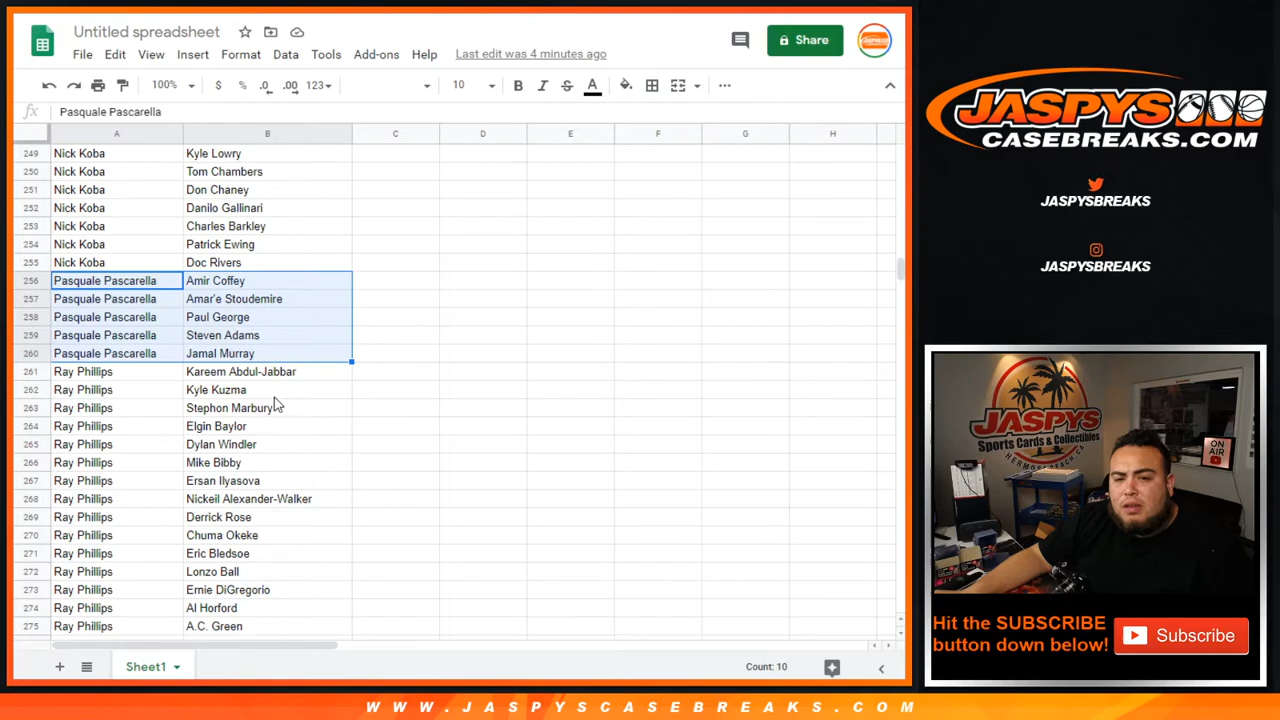 Untitled spreadsheet
File Edit View Insert Format Data Tools Add-ons Help Last edit was 4 minutes ago
Share
100% $ % .0 .00 123 10 B I S A
fx Pasquale Pascarella
A B C D E F G H
249 Nick Koba Kyle Lowry
250 Nick Koba Tom Chambers
251 Nick Koba Don Chaney
252 Nick Koba Danilo Gallinari
253 Nick Koba Charles Barkley
254 Nick Koba Patrick Ewing
255 Nick Koba Doc Rivers
256 Pasquale Pascarella Amir Coffey
257 Pasquale Pascarella Amar'e Stoudemire
258 Pasquale Pascarella Paul George
259 Pasquale Pascarella Steven Adams
260 Pasquale Pascarella Jamal Murray
261 Ray Phillips Kareem Abdul-Jabbar
262 Ray Phillips Kyle Kuzma
263 Ray Phillips Stephon Marbury
264 Ray Phillips Elgin Baylor
265 Ray Phillips Dylan Windler
266 Ray Phillips Mike Bibby
267 Ray Phillips Ersan Ilyasova
268 Ray Phillips Nickeil Alexander-Walker
269 Ray Phillips Derrick Rose
270 Ray Phillips Chuma Okeke
271 Ray Phillips Eric Bledsoe
272 Ray Phillips Lonzo Ball
273 Ray Phillips Ernie DiGregorio
274 Ray Phillips Al Horford
275 Ray Phillips A.C. Green
Sheet1
Count: 10
JASPYS
CASEBREAKS.COM
JASPYSBREAKS
JASPYSBREAKS
JASPYS
Sports Cards & Collectibles
HERMOSA BEACH CA
ON AIR
Hit the SUBSCRIBE
button down below!
Subscribe
WWW.JASPYSCASEBREAKS.COM